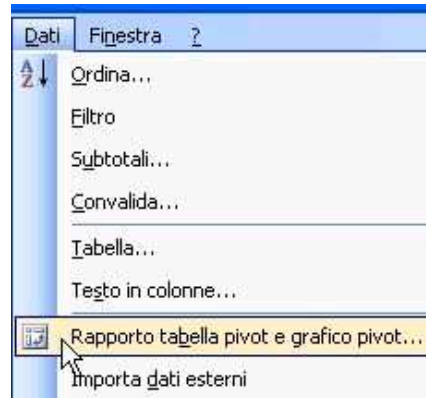 Dati Finestra ?
Ordina...
Filtro
Subtotali...
Convalida...
Tabella...
Testo in colonne...
Rapporto tabella pivot e grafico pivot...
Importa dati esterni